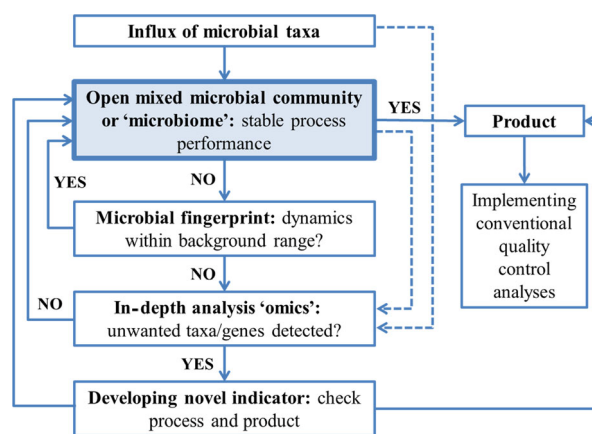 Influx of microbial taxa
Open mixed microbial community
or ‘microbiome’: stable process
performance
YES
Product
YES
NO
Microbial fingerprint: dynamics
within background range?
Implementing
conventional
quality
control
analyses
NO
NO
In-depth analysis ‘omics’:
unwanted taxa/genes detected?
YES
Developing novel indicator: check
process and product